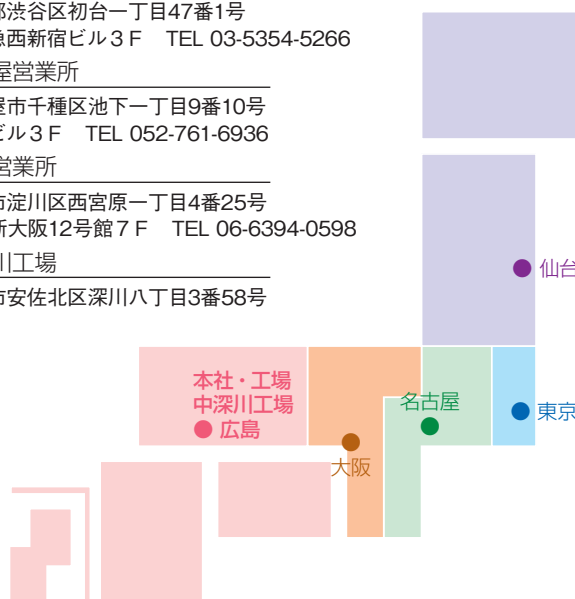 渋谷区初台一丁目47番1号
西新宿ビル3F TEL 03-5354-5266
屋営業所
屋市千種区池下一丁目9番10号
ビル3F TEL 052-761-6936
営業所
市淀川区西宮原一丁目4番25号
新大阪12号館7F TEL 06-6394-0598
川工場
市安佐北区深川八丁目3番58号
仙台
本社・工場
中深川工場
広島
名古屋
東京
大阪